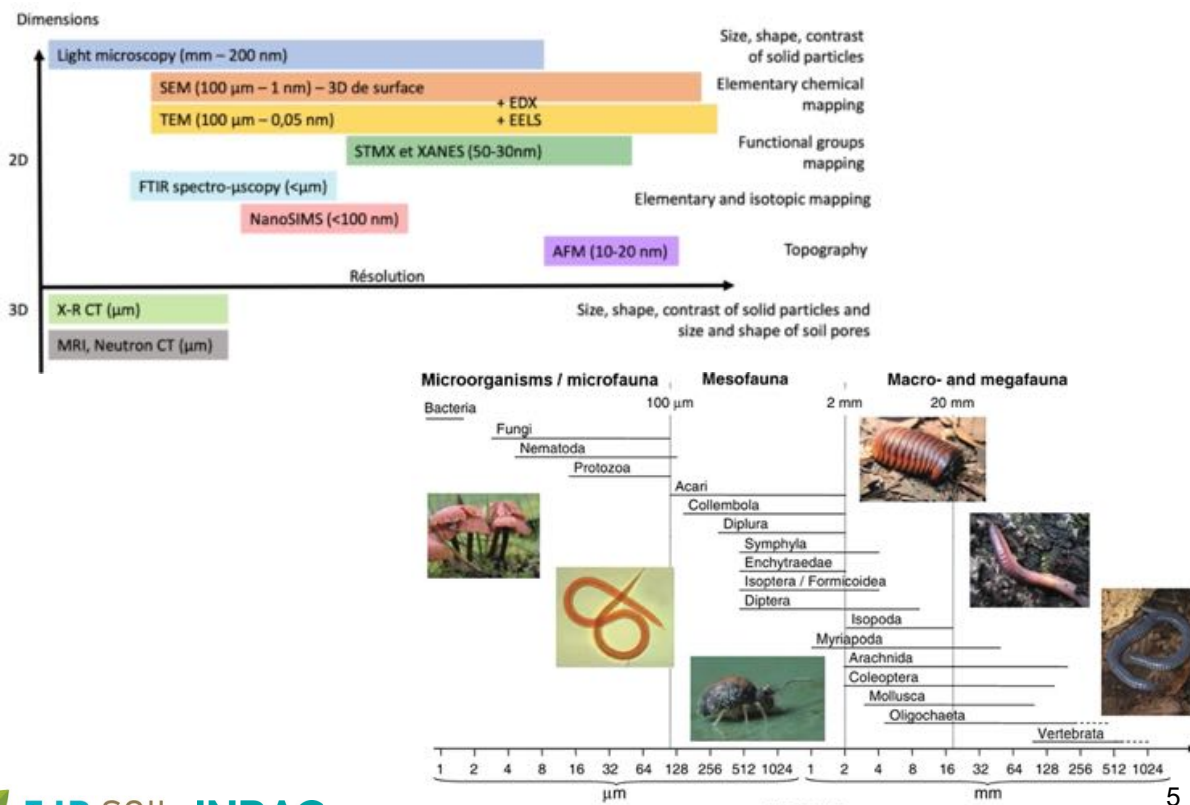 Dimensions
Light microscopy (mm – 200 nm)
Size, shape, contrast
of solid particles
SEM (100 µm – 1 nm) – 3D de surface
+ EDX
Elementary chemical
mapping
TEM (100 µm – 0,05 nm)
+ EELS
2D
STMX et XANES (50-30nm)
Functional groups
mapping
FTIR spectro-µscopy (<µm)
Elementary and isotopic mapping
NanoSIMS (<100 nm)
AFM (10-20 nm)
Topography
Résolution
3D
X-R CT (µm)
Size, shape, contrast of solid particles and
size and shape of soil pores
MRI, Neutron CT (µm)
Microorganisms / microfauna Mesofauna Macro- and megafauna
100 µm 2 mm 20 mm
Bacteria
Fungi
Nematoda
Protozoa
Acari
Collembola
Diplura
Symphyla
Enchytraedae
Isoptera / Formicoidea
Diptera
Isopoda
Myriapoda
Arachnida
Coleoptera
Mollusca
Oligochaeta
Vertebrata
1 2 4 8 16 32 64 128 256 512 1024 1 2 4 8 16 32 64 128 256 512 1024
µm mm
5